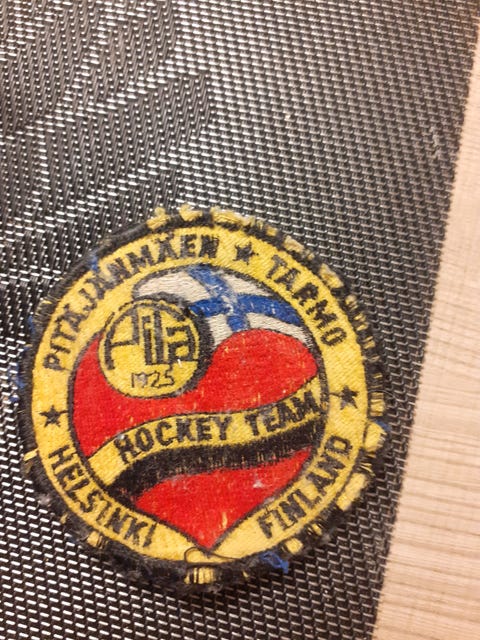 PITÄJÄNMÄEN ★ TARMO
PiTa
1925
HOCKEY TEAM
★ HELSINKI FINLAND ★